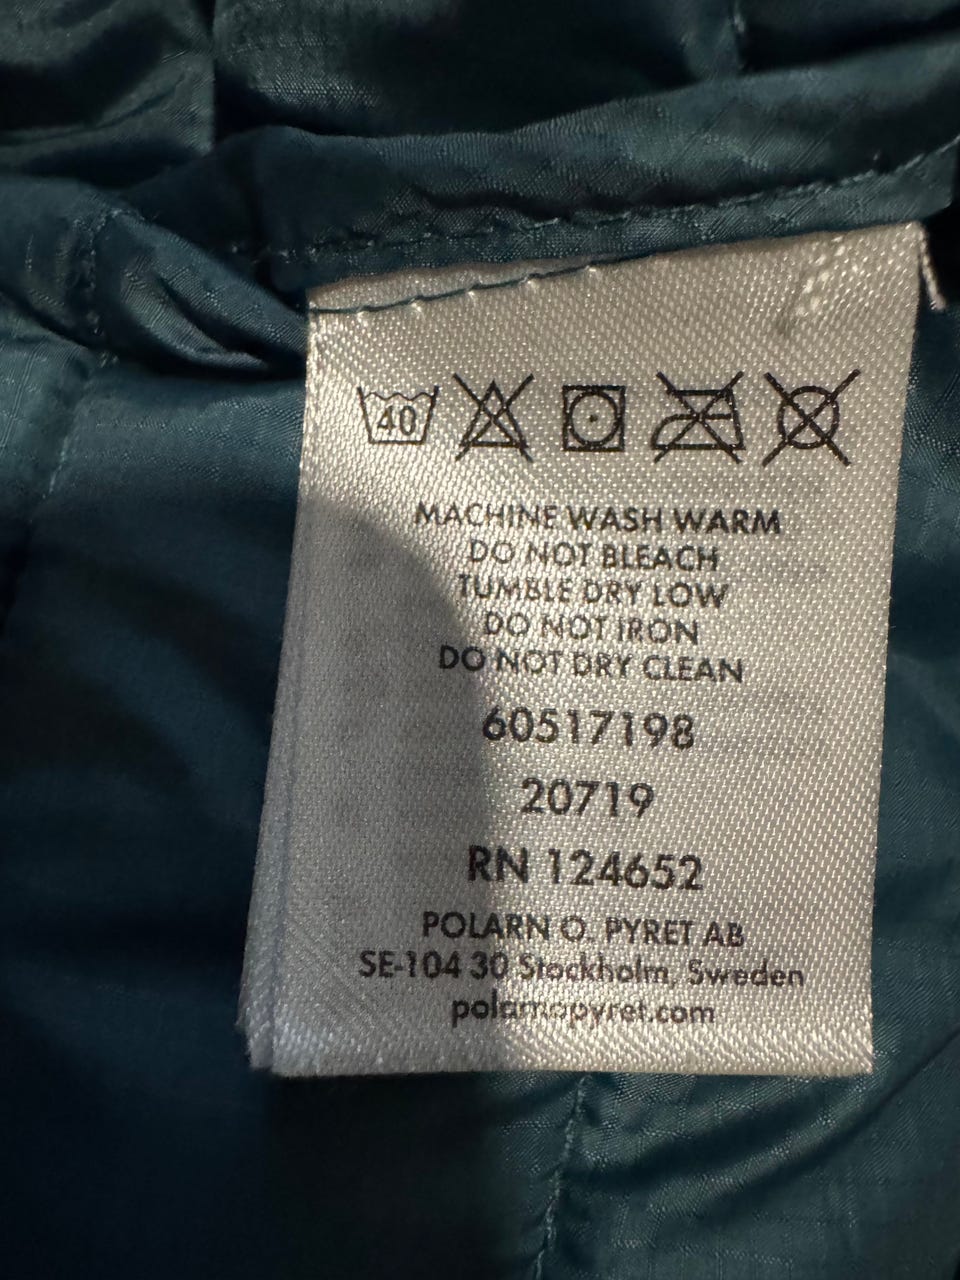 40
MACHINE WASH WARM
DO NOT BLEACH
TUMBLE DRY LOW
DO NOT IRON
DO NOT DRY CLEAN
60517198
20719
RN 124652
POLARN O. PYRET AB
SE-104 30 Stockholm, Sweden
polarnopyret.com